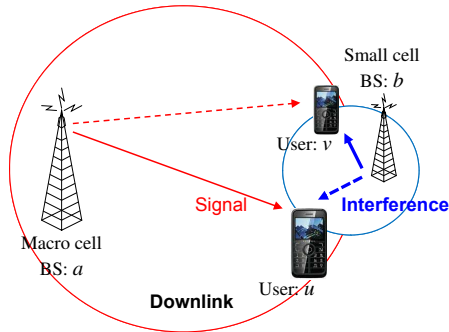 Small cell
BS: b
User: v
Signal
Interference
Macro cell
BS: a
User: u
Downlink